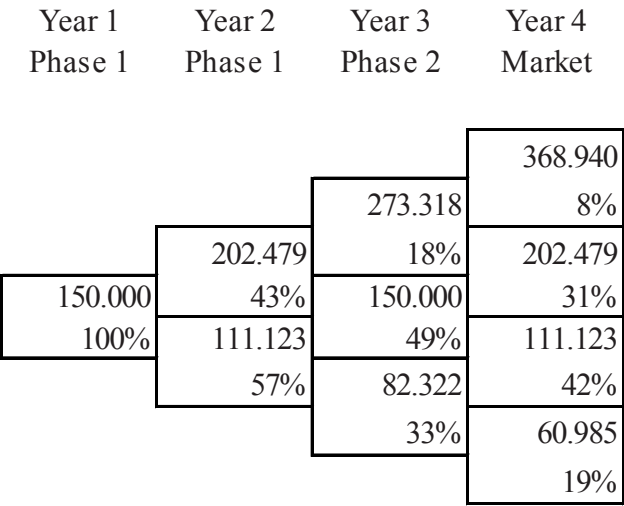 Year 1 Year 2 Year 3 Year 4
Phase 1 Phase 1 Phase 2 Market
368.940
273.318 8%
202.479 18% 202.479
150.000 43% 150.000 31%
100% 111.123 49% 111.123
57% 82.322 42%
33% 60.985
19%